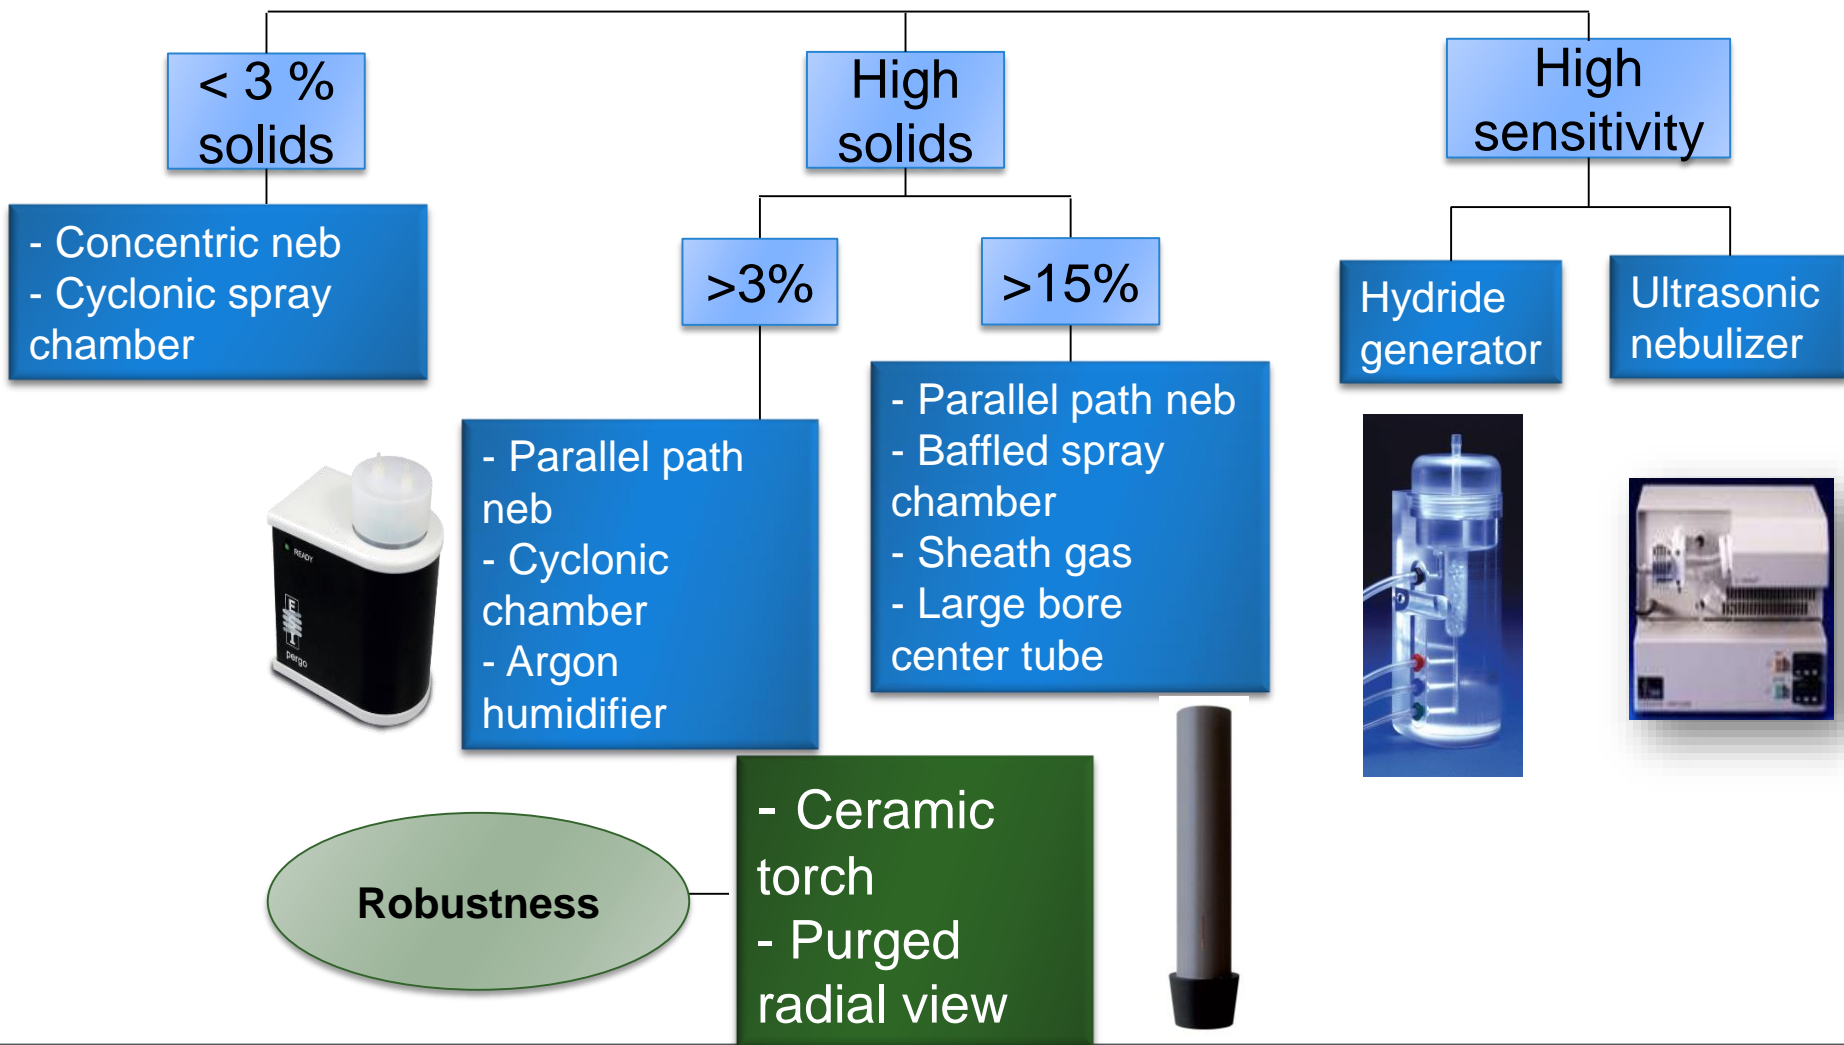 < 3 %
solids
High
solids
High
sensitivity
- Concentric neb
- Cyclonic spray
chamber
>3%
>15%
Hydride
generator
Ultrasonic
nebulizer
- Parallel path
neb
- Cyclonic
chamber
- Argon
humidifier
- Parallel path neb
- Baffled spray
chamber
- Sheath gas
- Large bore
center tube
READY
pergo
Robustness
- Ceramic
torch
- Purged
radial view